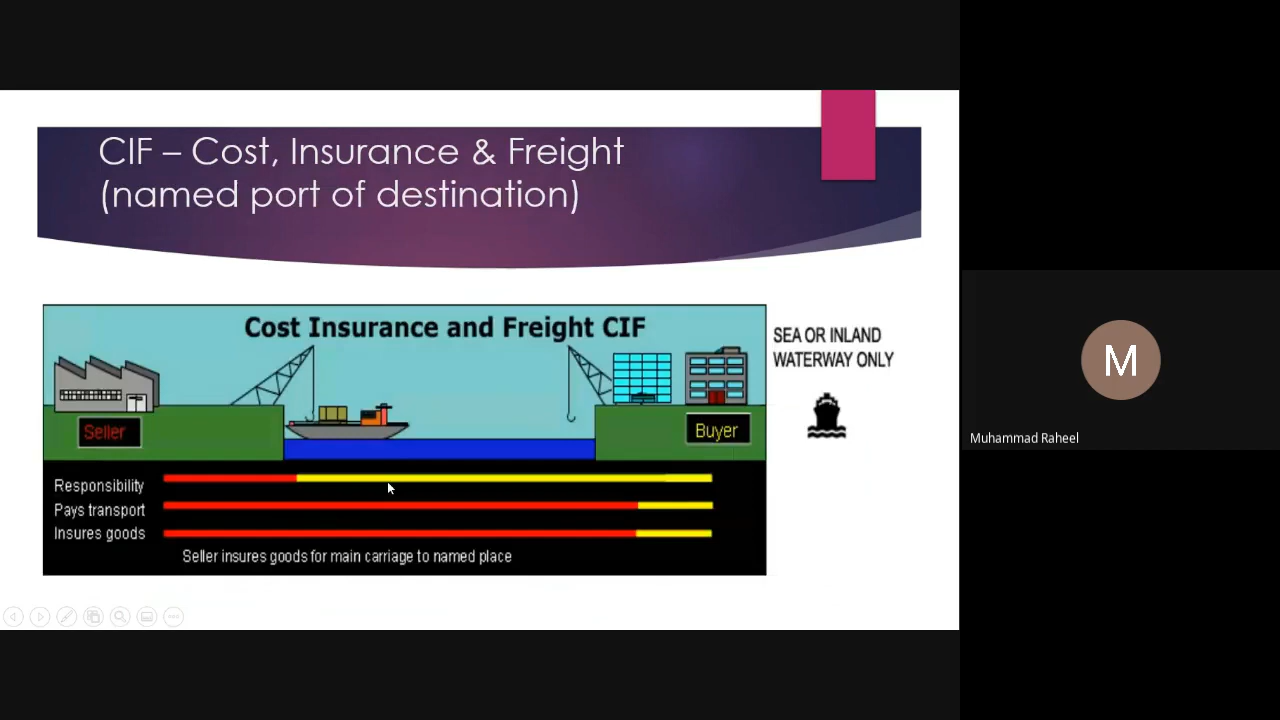 CIF – Cost, Insurance & Freight
(named port of destination)
Cost Insurance and Freight CIF
SEA OR INLAND
WATERWAY ONLY
Seller
Buyer
Responsibility
Pays transport
Insures goods
Seller insures goods for main carriage to named place
M
Muhammad Raheel